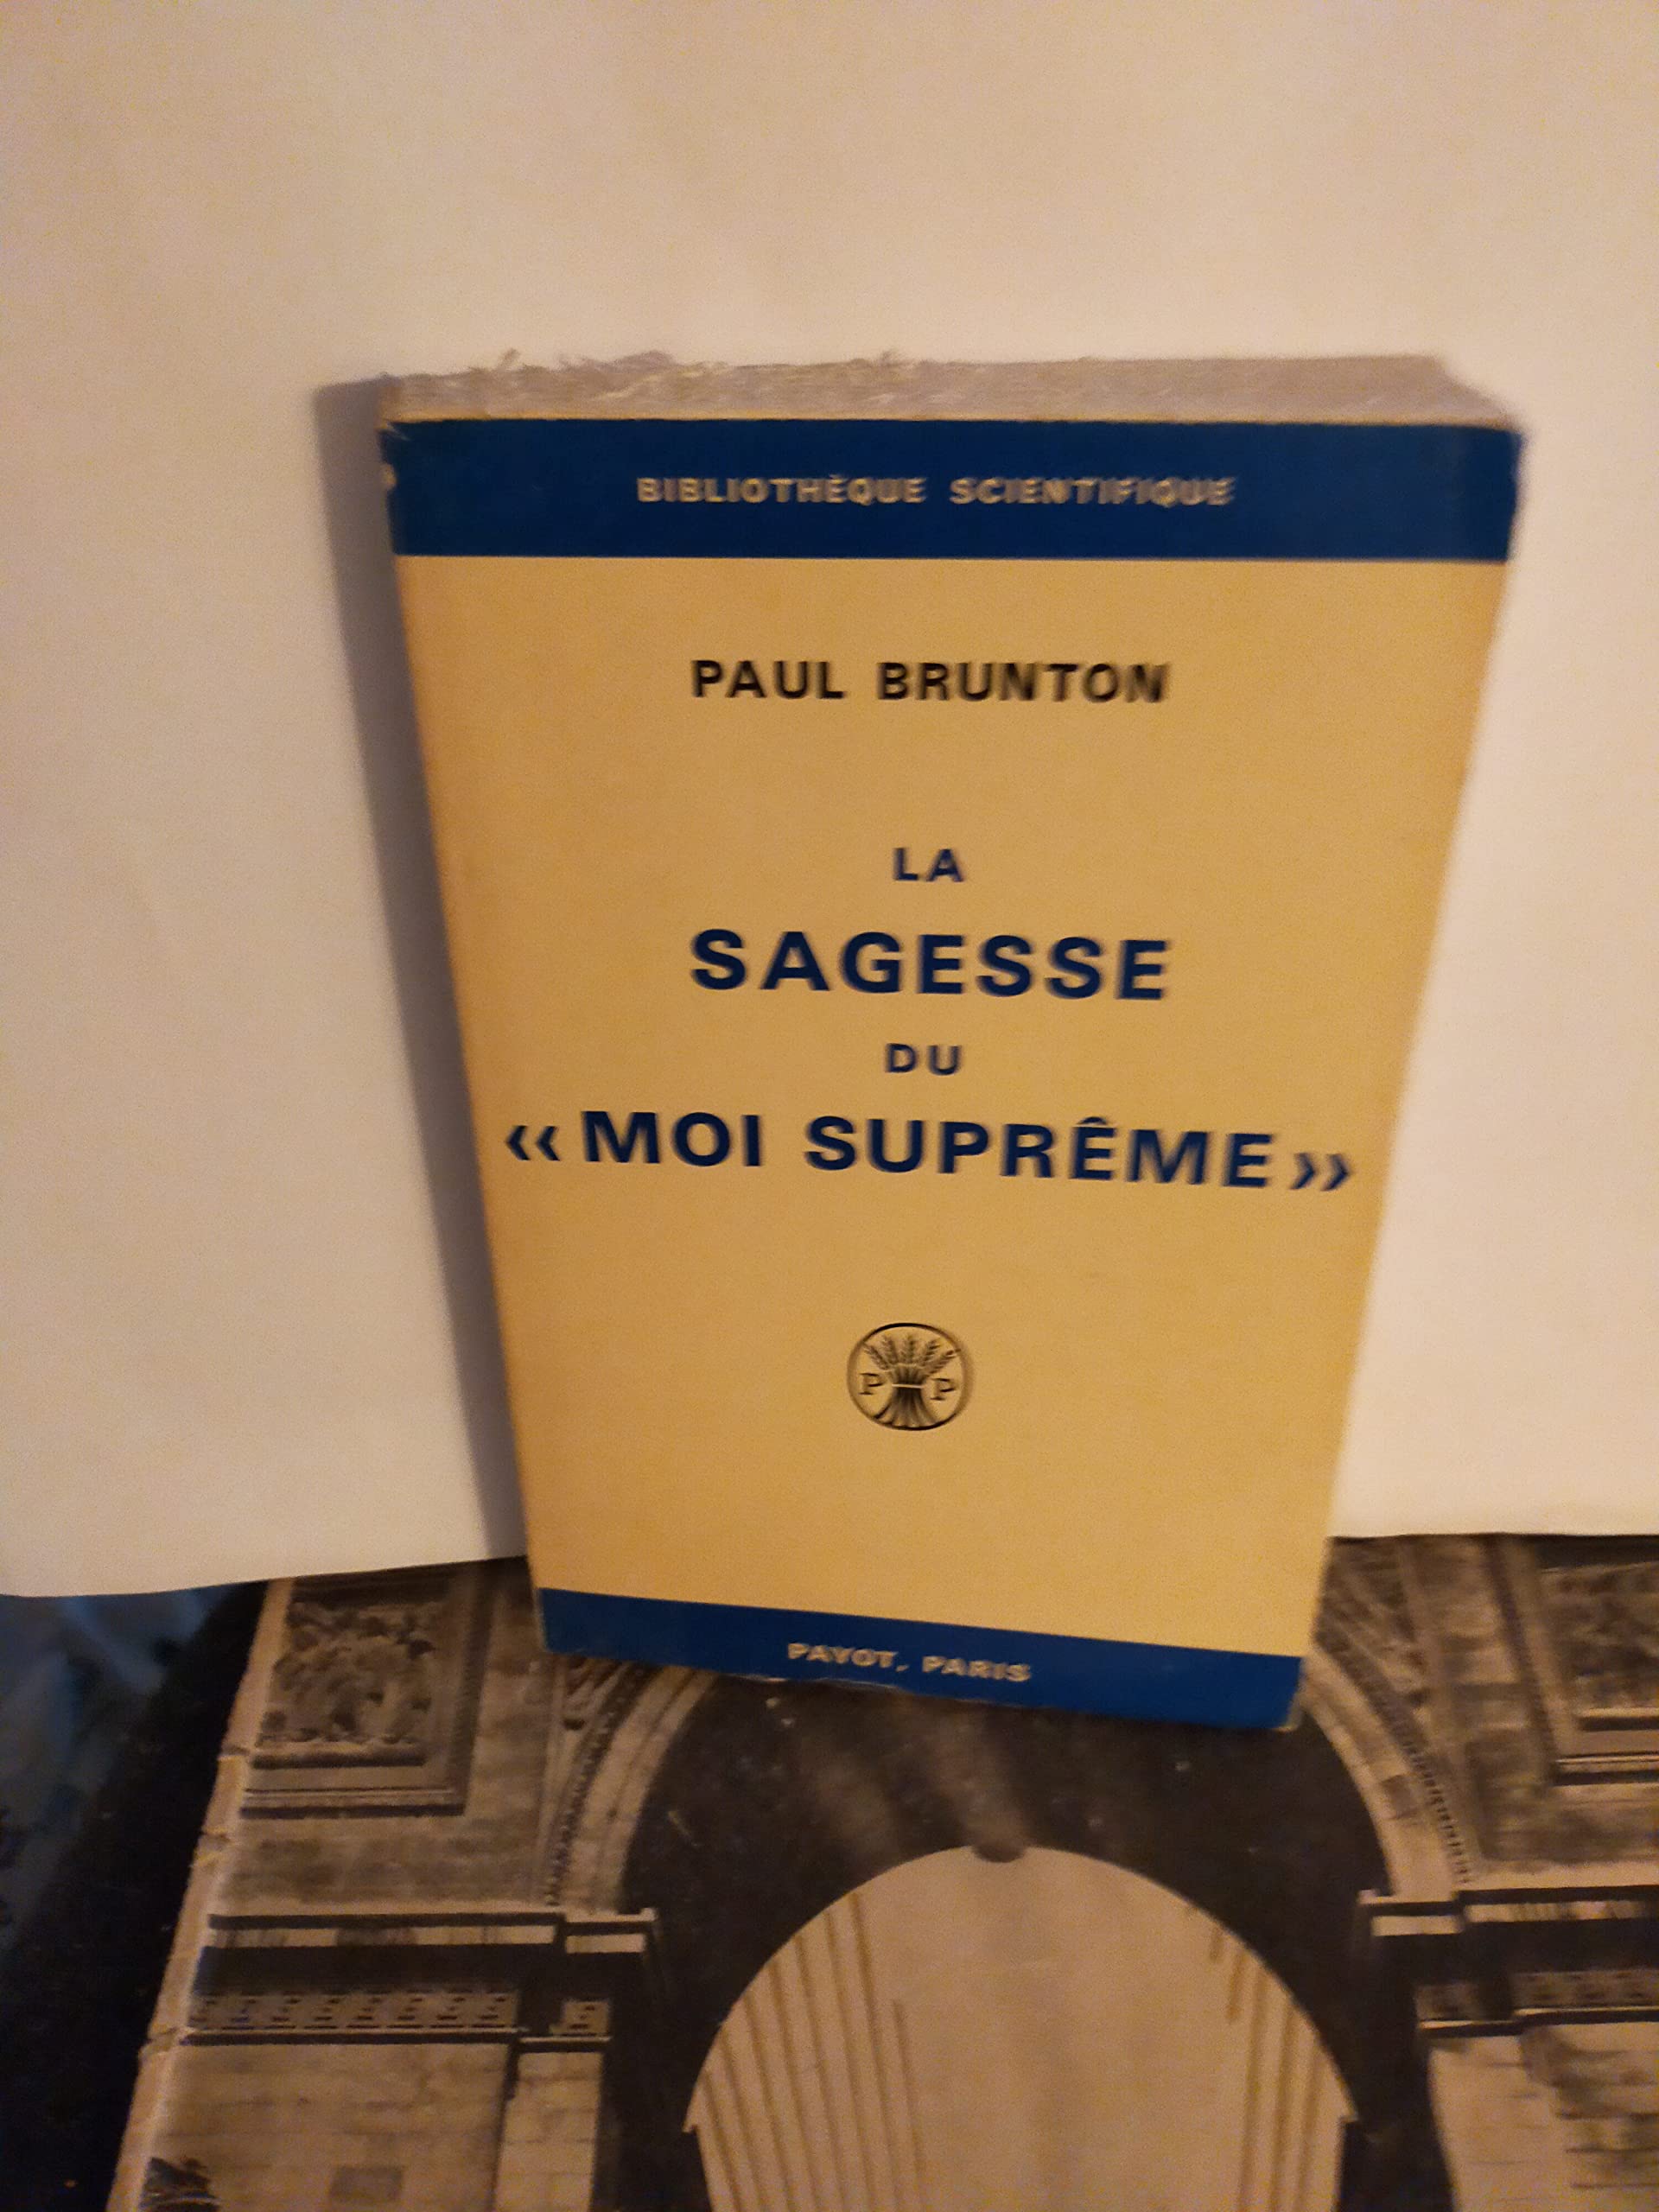 BIBLIOTHÈQUE SCIENTIFIQUE
PAUL BRUNTON
LA
SAGESSE
DU
« MOI SUPRÊME »
P P
PAYOT, PARIS